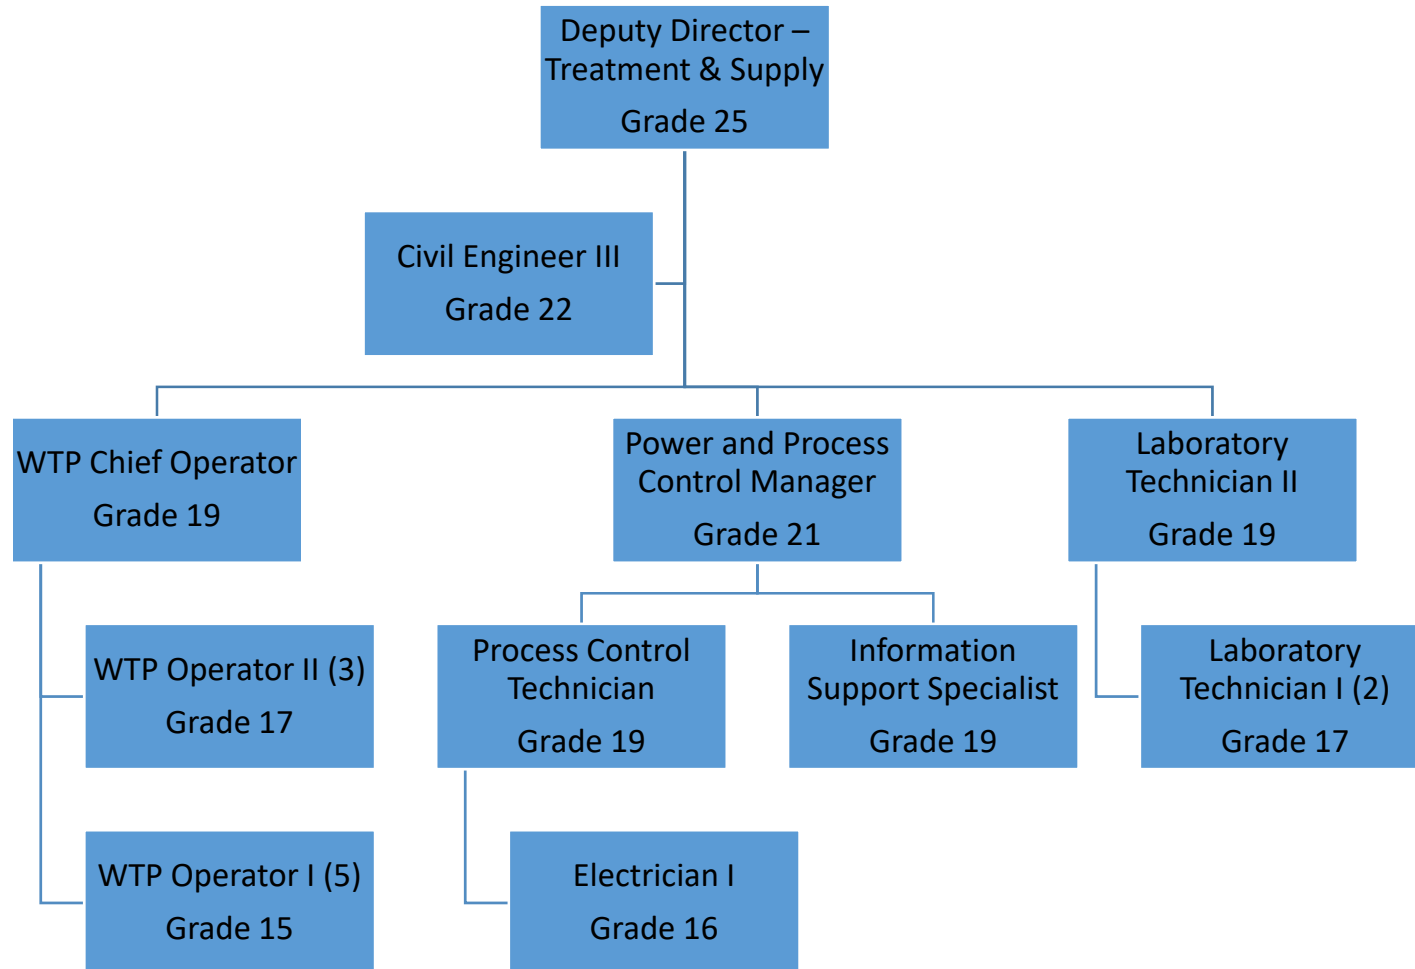 Deputy Director –
Treatment & Supply
Grade 25
Civil Engineer III
Grade 22
WTP Chief Operator
Grade 19
Power and Process
Control Manager
Grade 21
Laboratory
Technician II
Grade 19
WTP Operator II (3)
Grade 17
Process Control
Technician
Grade 19
Information
Support Specialist
Grade 19
Laboratory
Technician I (2)
Grade 17
WTP Operator I (5)
Grade 15
Electrician I
Grade 16